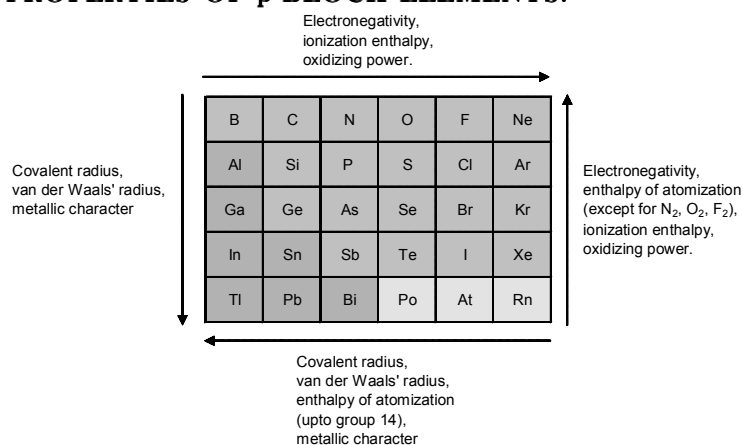 PROPERTIES OF p-BLOCK ELEMENTS:
Electronegativity,
ionization enthalpy,
oxidizing power.
Covalent radius,
van der Waals' radius,
metallic character
B C N O F Ne
Al Si P S Cl Ar
Ga Ge As Se Br Kr
In Sn Sb Te I Xe
Tl Pb Bi Po At Rn
Electronegativity,
enthalpy of atomization
(except for N₂, O₂, F₂),
ionization enthalpy,
oxidizing power.
Covalent radius,
van der Waals' radius,
enthalpy of atomization
(upto group 14),
metallic character